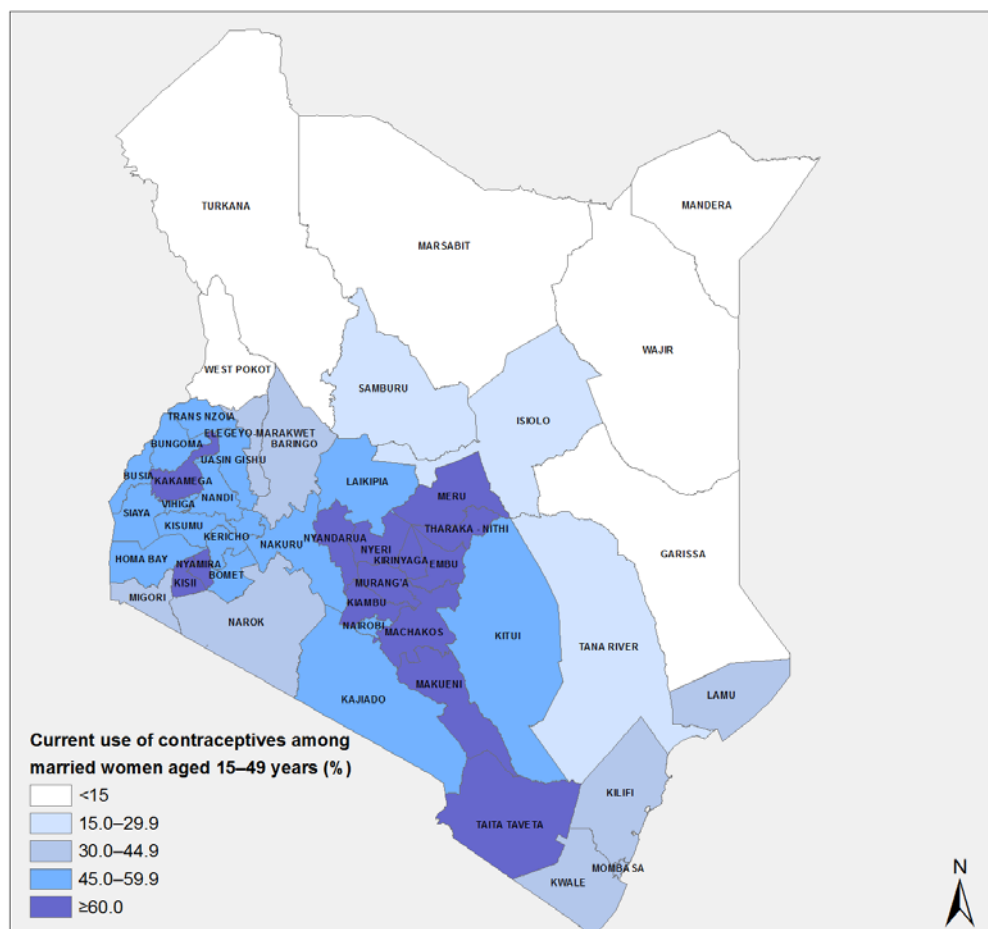 TURKANA
MANDERA
MARSABIT
WAJIR
WEST POKOT
SAMBURU
ISIOLO
TRANS NZOIA
ELEGEYO-MARAKWET
BUNGOMA
BARINGO
UASIN GISHU
BUSIA
KAKAMEGA
LAIKIPIA
MERU
NANDI
VIHIGA
SIAYA
KISUMU
THARAKA - NITHI
KERICHO
NYANDARUA
NAKURU
NYERI
GARISSA
HOMA BAY
NYAMIRA
KIRINYAGA
EMBU
BOMET
KISII
MURANG'A
MIGORI
KIAMBU
NAROK
NAIROBI
MACHAKOS
KITUI
TANA RIVER
MAKUENI
LAMU
KAJIADO
KILIFI
TAITA TAVETA
MOMBASA
KWALE
Current use of contraceptives among
married women aged 15–49 years (%)
<15
15.0–29.9
30.0–44.9
45.0–59.9
≥60.0
N